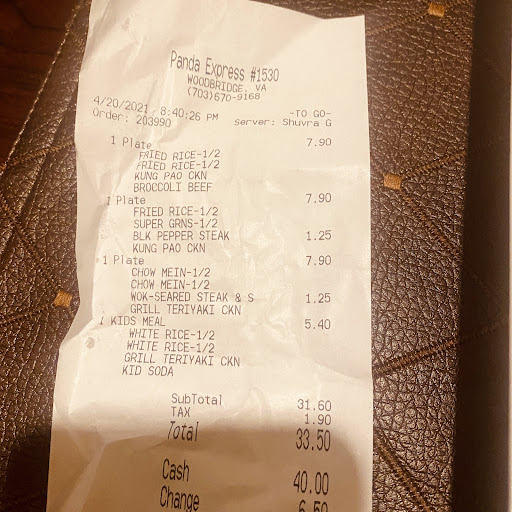 Panda Express #1530
WOODBRIDGE, VA
(703)670-9168
4/20/2021 8:40:26 PM -TO GO-
Order: 203990 Server: Shuvra G
1 Plate 7.90
FRIED RICE-1/2
FRIED RICE-1/2
KUNG PAO CKN
BROCCOLI BEEF
1 Plate 7.90
FRIED RICE-1/2
SUPER GRNS-1/2
BLK PEPPER STEAK 1.25
KUNG PAO CKN
1 Plate 7.90
CHOW MEIN-1/2
CHOW MEIN-1/2
WOK-SEARED STEAK & S 1.25
GRILL TERIYAKI CKN
1 KIDS MEAL 5.40
WHITE RICE-1/2
WHITE RICE-1/2
GRILL TERIYAKI CKN
KID SODA
SubTotal 31.60
TAX 1.90
Total 33.50
Cash 40.00
Change 6.50